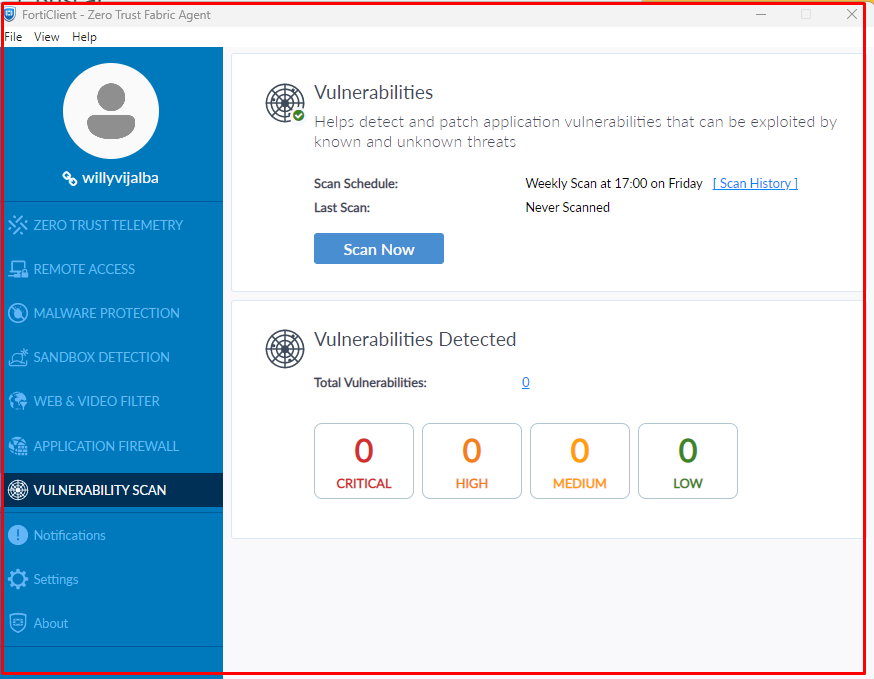 FortiClient - Zero Trust Fabric Agent
File View Help
willyvijalba
ZERO TRUST TELEMETRY
REMOTE ACCESS
MALWARE PROTECTION
SANDBOX DETECTION
WEB & VIDEO FILTER
APPLICATION FIREWALL
VULNERABILITY SCAN
Notifications
Settings
About
Vulnerabilities
Helps detect and patch application vulnerabilities that can be exploited by
known and unknown threats
Scan Schedule: Weekly Scan at 17:00 on Friday [ Scan History ]
Last Scan: Never Scanned
Scan Now
Vulnerabilities Detected
Total Vulnerabilities: 0
0 0 0 0
CRITICAL HIGH MEDIUM LOW